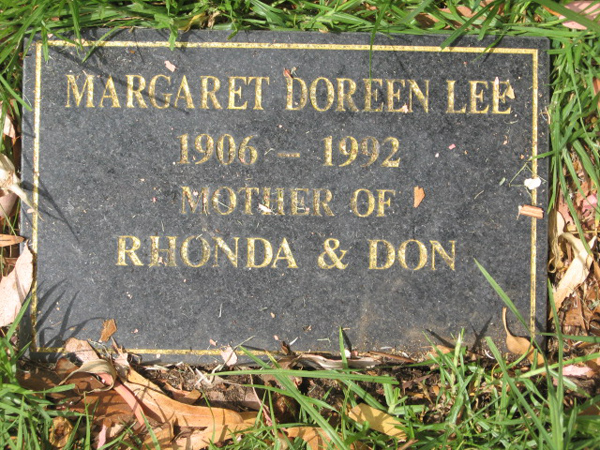 MARGARET DOREEN LEE
1906 – 1992
MOTHER OF
RHONDA & DON